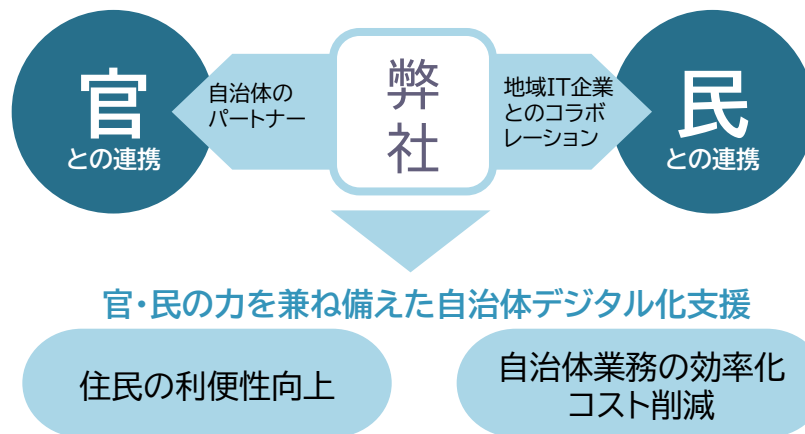 官
との連携
自治体の
パートナー
弊
社
地域IT企業
とのコラボ
レーション
民
との連携
官・民の力を兼ね備えた自治体デジタル化支援
住民の利便性向上
自治体業務の効率化
コスト削減